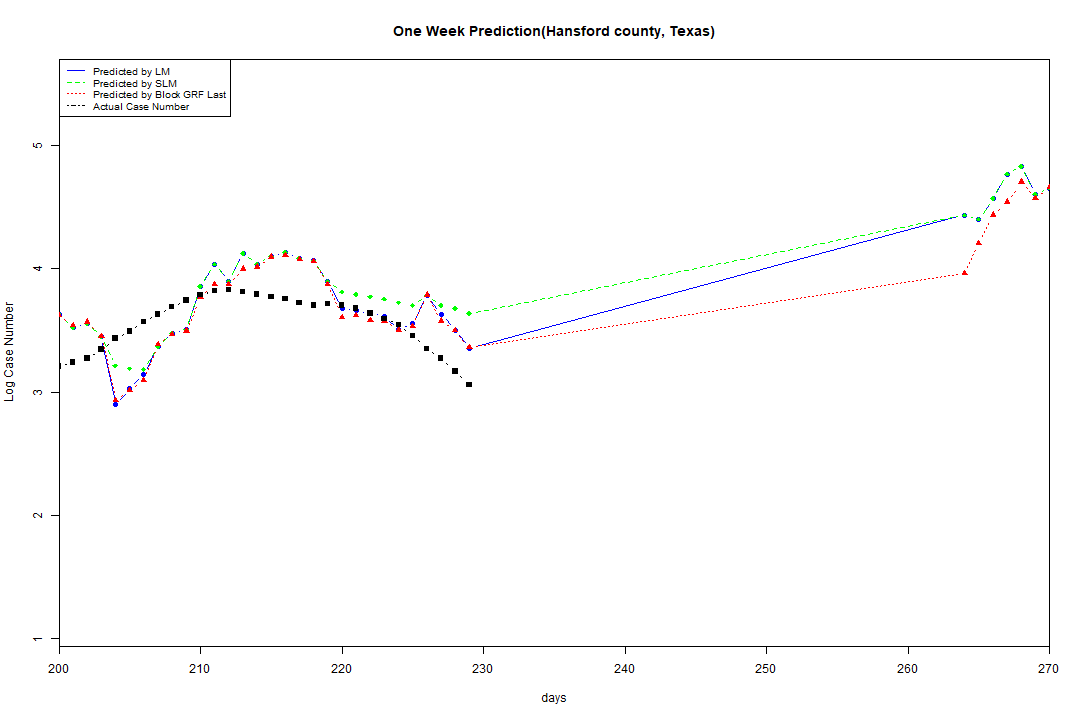 One Week Prediction(Hansford county, Texas)
Predicted by LM
Predicted by SLM
Predicted by Block GRF Last
Actual Case Number
5
4
3
2
1
Log Case Number
200 210 220 230 240 250 260 270
days